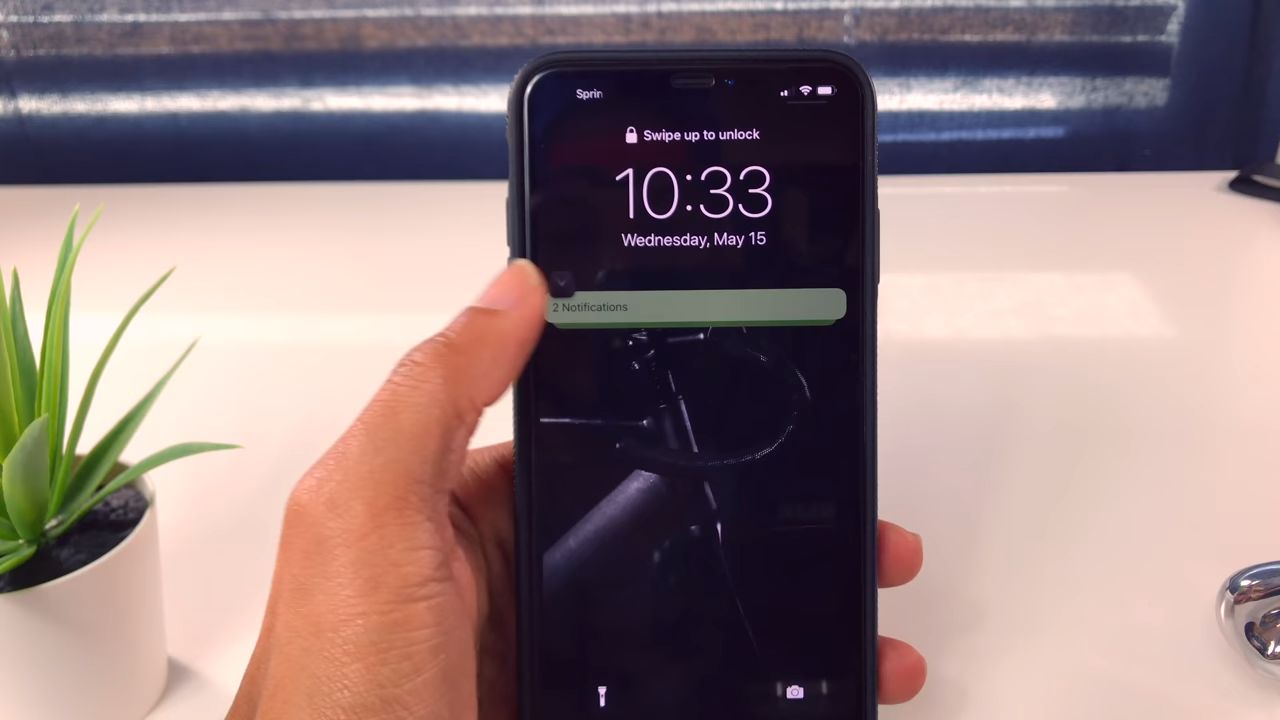 Sprin
Swipe up to unlock
10:33
Wednesday, May 15
2 Notifications